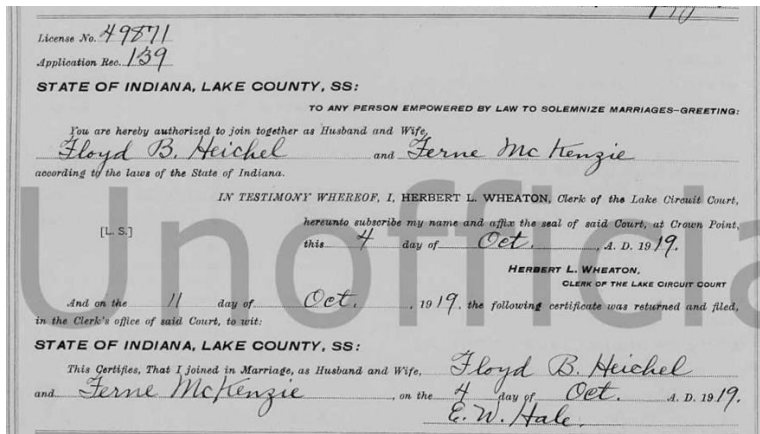 License No. 49871
Application Rec. 139
STATE OF INDIANA, LAKE COUNTY, SS:
TO ANY PERSON EMPOWERED BY LAW TO SOLEMNIZE MARRIAGES—GREETING:
You are hereby authorized to join together as Husband and Wife,
Floyd B. Heichel and Ferne McKenzie
according to the laws of the State of Indiana.
IN TESTIMONY WHEREOF, I, HERBERT L. WHEATON, Clerk of the Lake Circuit Court,
hereunto subscribe my name and affix the seal of said Court, at Crown Point,
[L. S.]
this 4 day of Oct. A. D. 1919.
HERBERT L. WHEATON,
CLERK OF THE LAKE CIRCUIT COURT
And on the 11 day of Oct., 1919, the following certificate was returned and filed,
in the Clerk's office of said Court, to wit:
STATE OF INDIANA, LAKE COUNTY, SS:
This Certifies, That I joined in Marriage, as Husband and Wife, Floyd B. Heichel
and Ferne McKenzie, on the 4 day of Oct. A. D. 1919.
E. W. Hale.